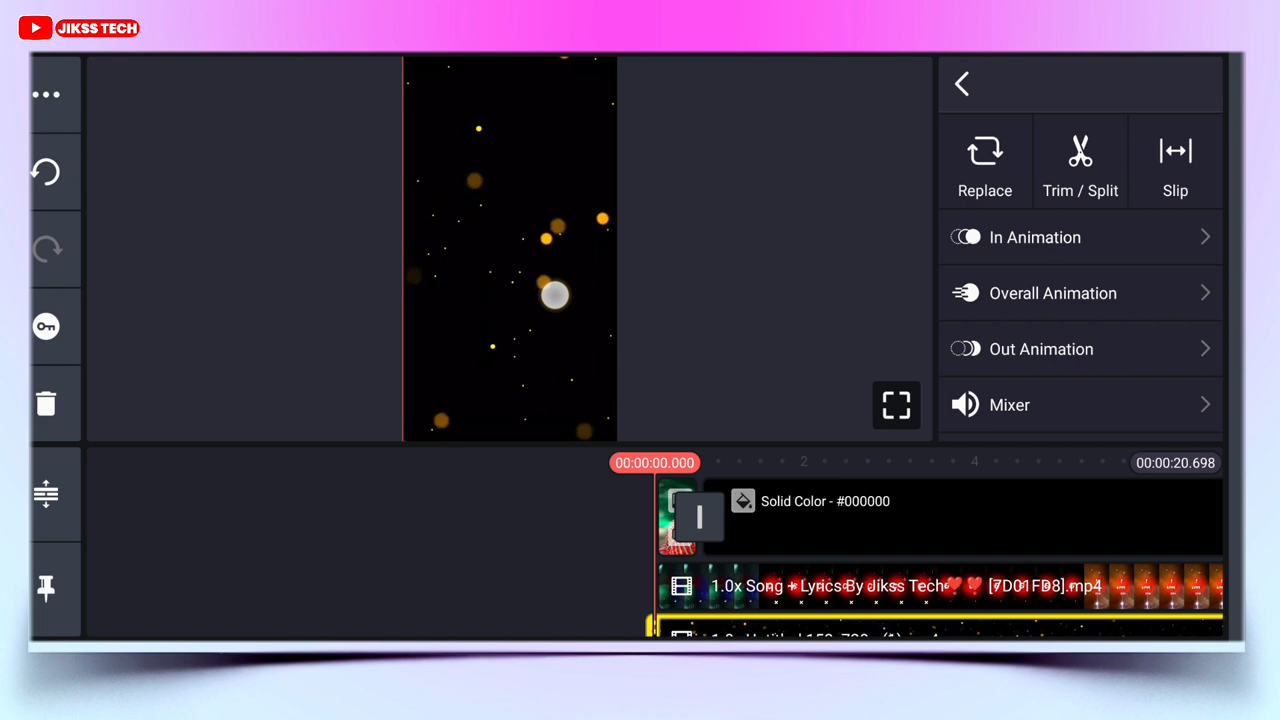 JIKSS TECH
Replace
Trim / Split
Slip
In Animation
Overall Animation
Out Animation
Mixer
00:00:00.000
2
4
00:00:20.698
Solid Color - #000000
1.0x Song + Lyrics By Jikss Tech❤️❤️ [7D01FD8].mp4